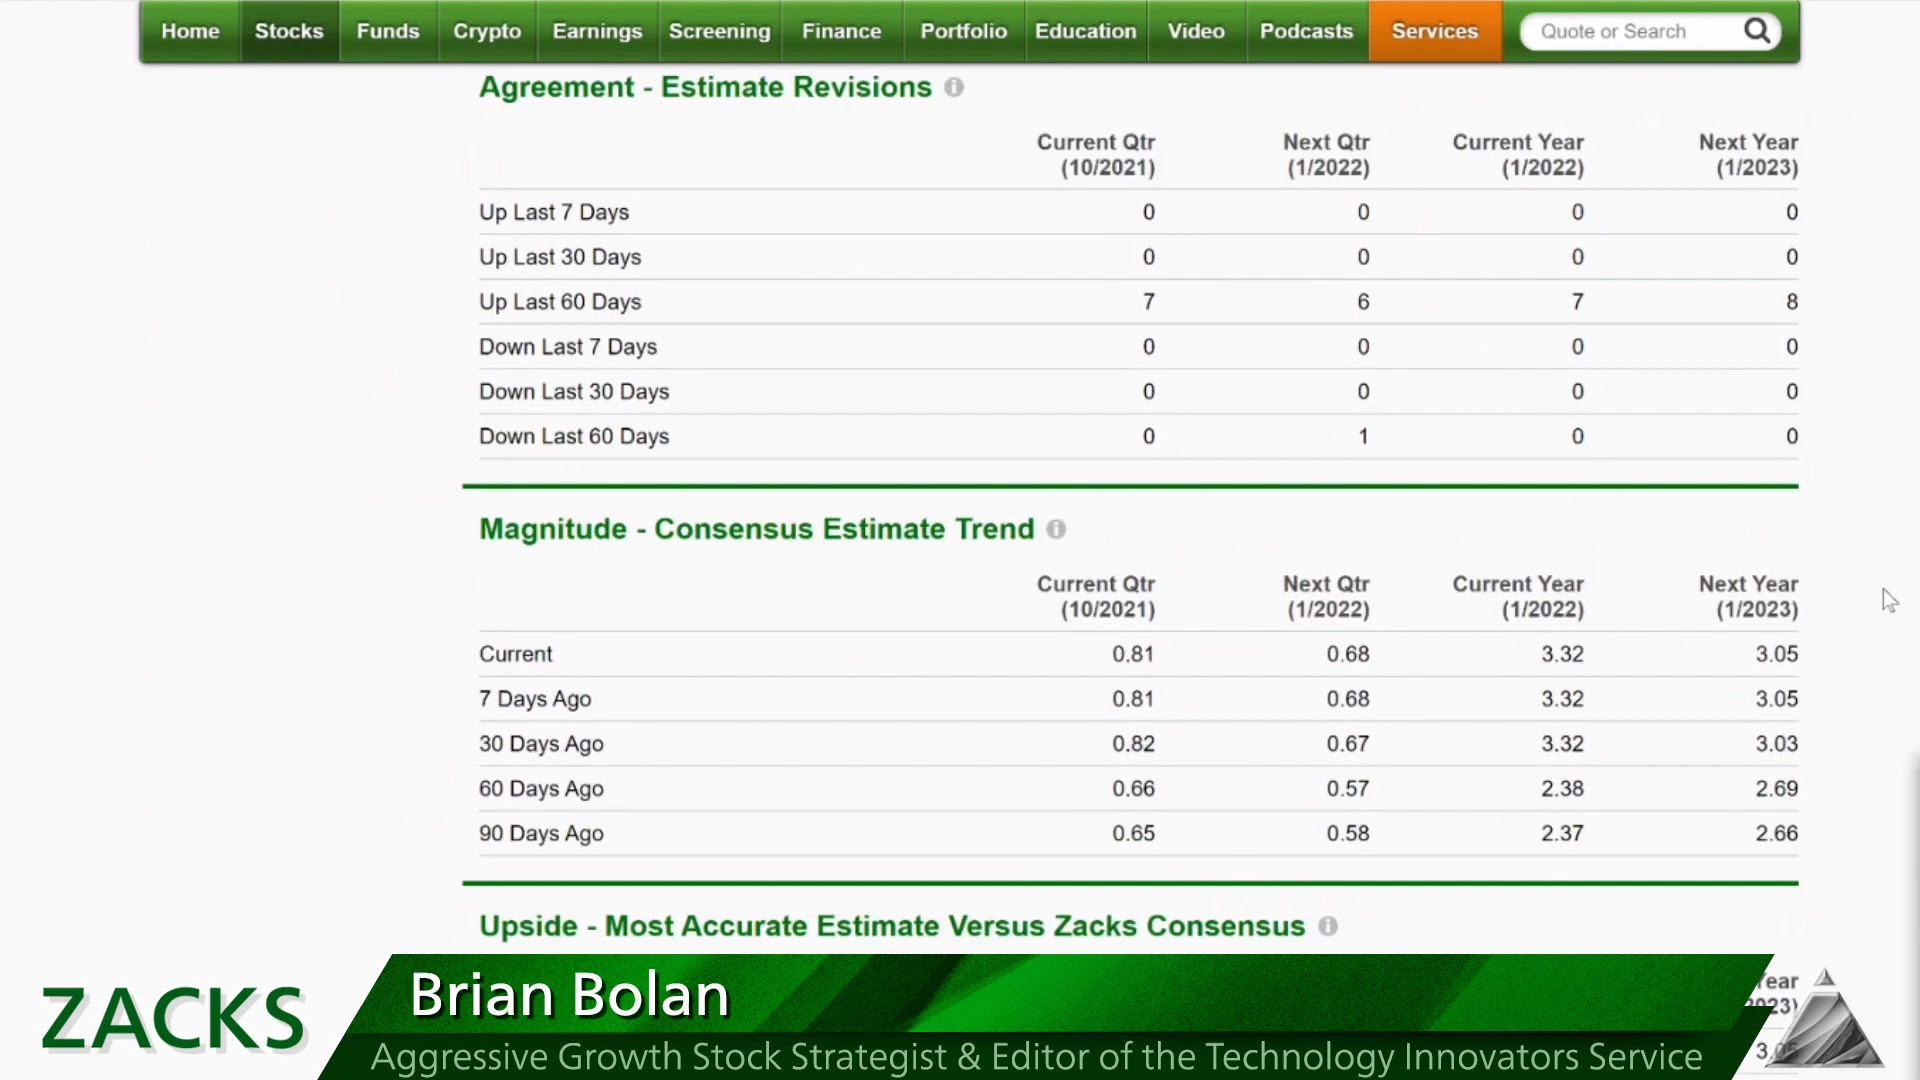 Home Stocks Funds Crypto Earnings Screening Finance Portfolio Education Video Podcasts Services Quote or Search
Agreement - Estimate Revisions
Current Qtr Next Qtr Current Year Next Year
(10/2021) (1/2022) (1/2022) (1/2023)
Up Last 7 Days 0 0 0 0
Up Last 30 Days 0 0 0 0
Up Last 60 Days 7 6 7 8
Down Last 7 Days 0 0 0 0
Down Last 30 Days 0 0 0 0
Down Last 60 Days 0 1 0 0
Magnitude - Consensus Estimate Trend
Current Qtr Next Qtr Current Year Next Year
(10/2021) (1/2022) (1/2022) (1/2023)
Current 0.81 0.68 3.32 3.05
7 Days Ago 0.81 0.68 3.32 3.05
30 Days Ago 0.82 0.67 3.32 3.03
60 Days Ago 0.66 0.57 2.38 2.69
90 Days Ago 0.65 0.58 2.37 2.66
Upside - Most Accurate Estimate Versus Zacks Consensus
ZACKS
Brian Bolan
Aggressive Growth Stock Strategist & Editor of the Technology Innovators Service